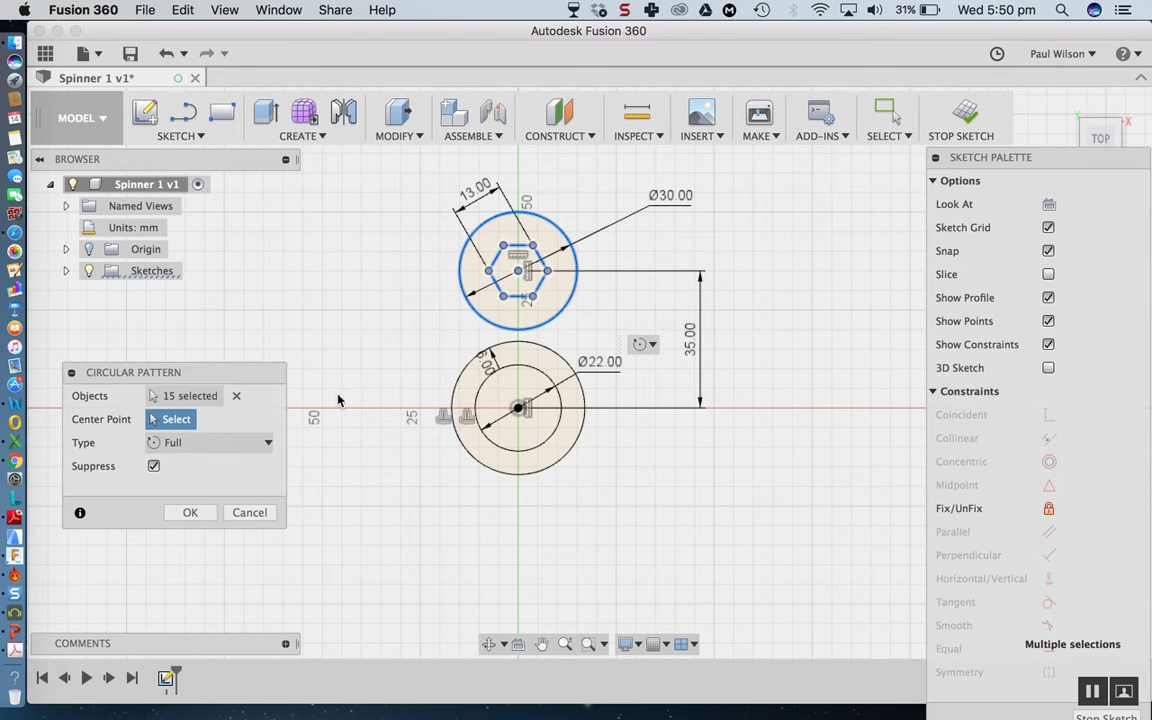 Fusion 360 File Edit View Window Share Help 31% Wed 5:50 pm
Autodesk Fusion 360
Paul Wilson
Spinner 1 v1*
MODEL SKETCH CREATE MODIFY ASSEMBLE CONSTRUCT INSPECT INSERT MAKE ADD-INS SELECT STOP SKETCH
TOP
X
Y
BROWSER
Spinner 1 v1
Named Views
Units: mm
Origin
Sketches
13.00
50
Ø30.00
35.00
Ø22.00
6.00
50
25
CIRCULAR PATTERN
Objects 15 selected
Center Point Select
Type Full
Suppress
OK Cancel
SKETCH PALETTE
Options
Look At
Sketch Grid
Snap
Slice
Show Profile
Show Points
Show Constraints
3D Sketch
Constraints
Coincident
Collinear
Concentric
Midpoint
Fix/UnFix
Parallel
Perpendicular
Horizontal/Vertical
Tangent
Smooth
Equal
Symmetry
Multiple selections
Stop Sketch
COMMENTS